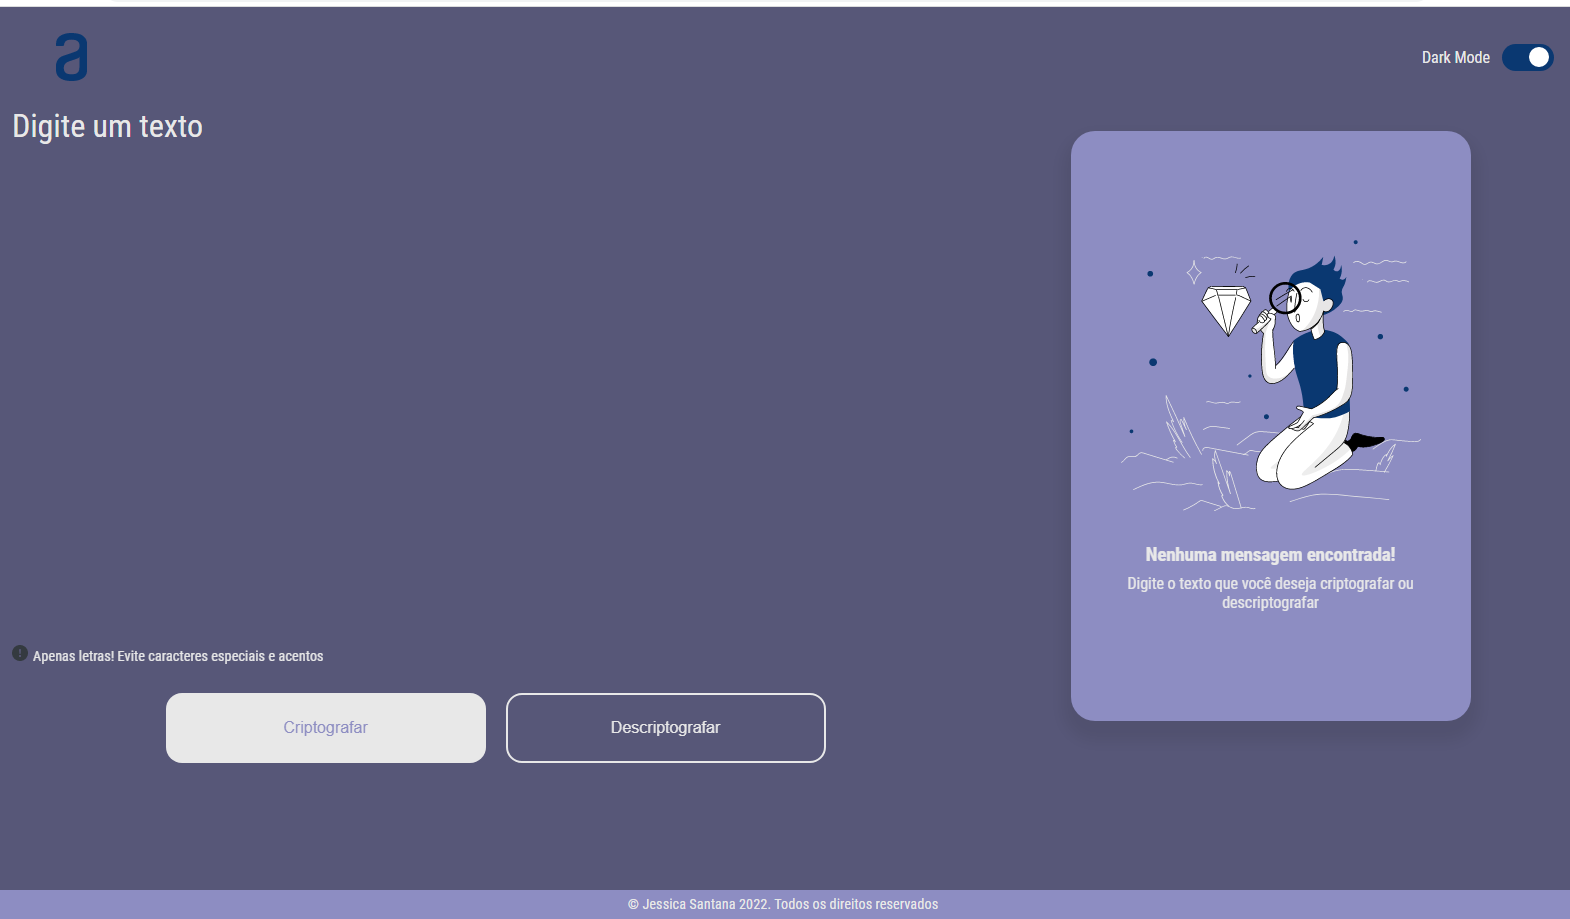 a
Dark Mode
Digite um texto
Nenhuma mensagem encontrada!
Digite o texto que você deseja criptografar ou
descriptografar
! Apenas letras! Evite caracteres especiais e acentos
Criptografar
Descriptografar
© Jessica Santana 2022. Todos os direitos reservados